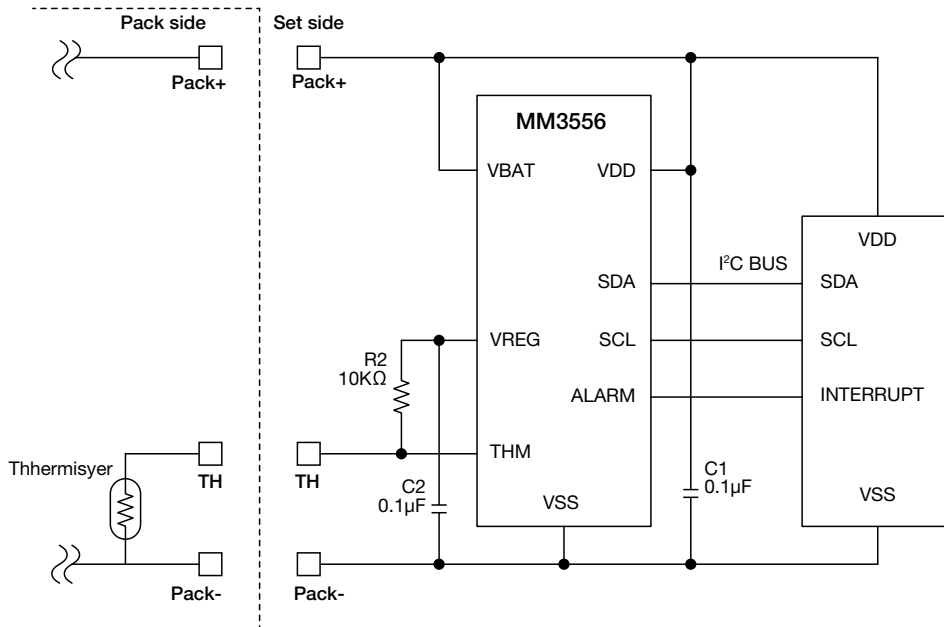 Pack side
Set side
Pack+
Pack+
MM3556
VBAT
VDD
VDD
I²C BUS
SDA
SDA
VREG
SCL
SCL
R2
10KΩ
ALARM
INTERRUPT
Thhermisyer
TH
TH
THM
C2
0.1µF
VSS
C1
0.1µF
VSS
Pack-
Pack-